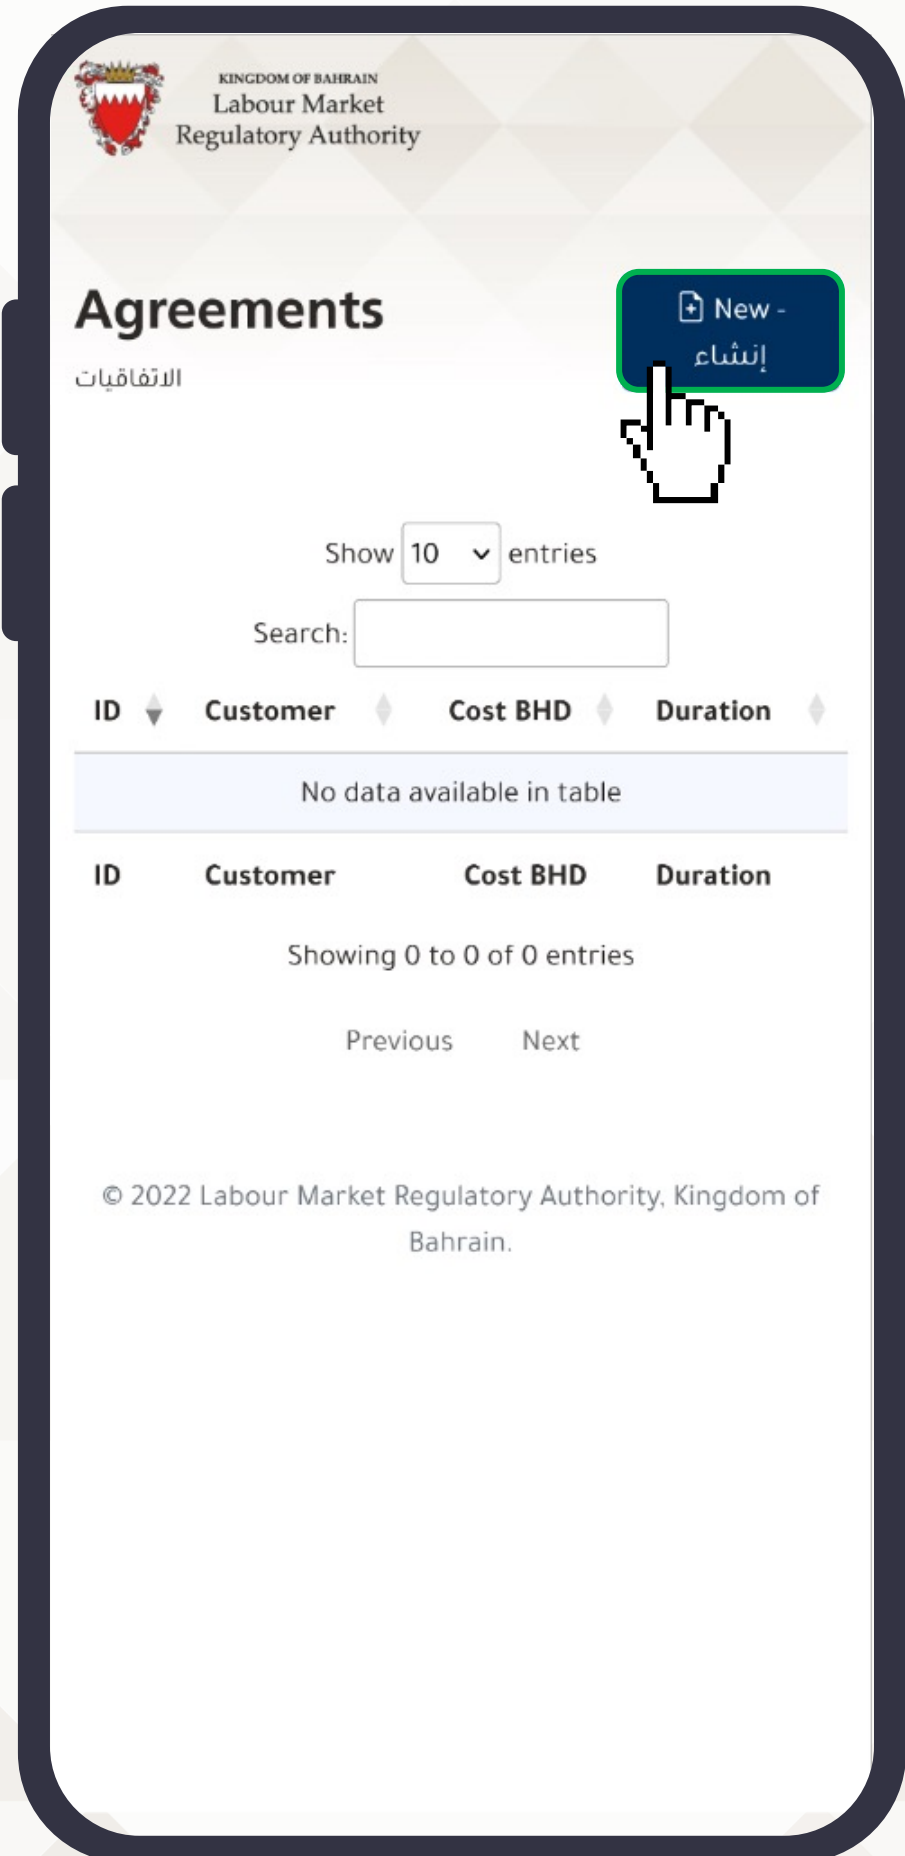 KINGDOM OF BAHRAIN
Labour Market
Regulatory Authority
Agreements
New -
إنشاء
الاتفاقيات
Show 10 entries
Search:
ID Customer Cost BHD Duration
No data available in table
ID Customer Cost BHD Duration
Showing 0 to 0 of 0 entries
Previous Next
© 2022 Labour Market Regulatory Authority, Kingdom of
Bahrain.